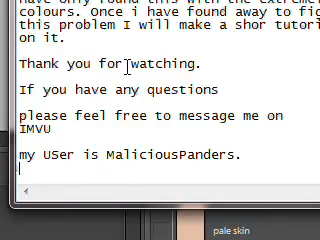 have only found this with the extreme
colours. Once i have found away to fig
this problem I will make a shor tutori
on it.
Thank you for watching.
If you have any questions
please feel free to message me on
IMVU
my USer is MaliciousPanders.
pale skin